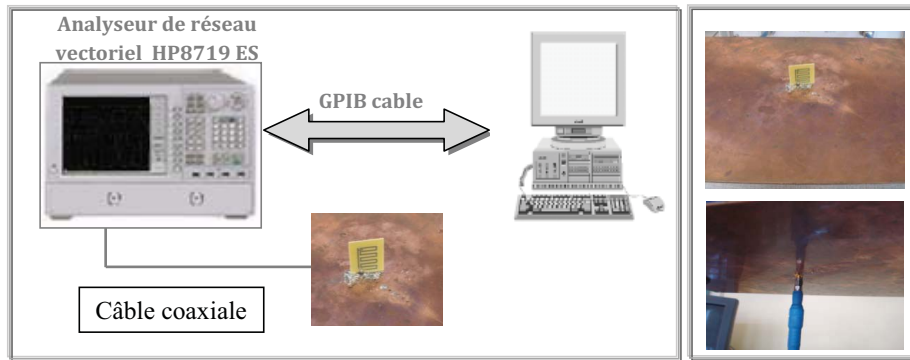 Analyseur de réseau
vectoriel HP8719 ES
GPIB cable
Câble coaxiale